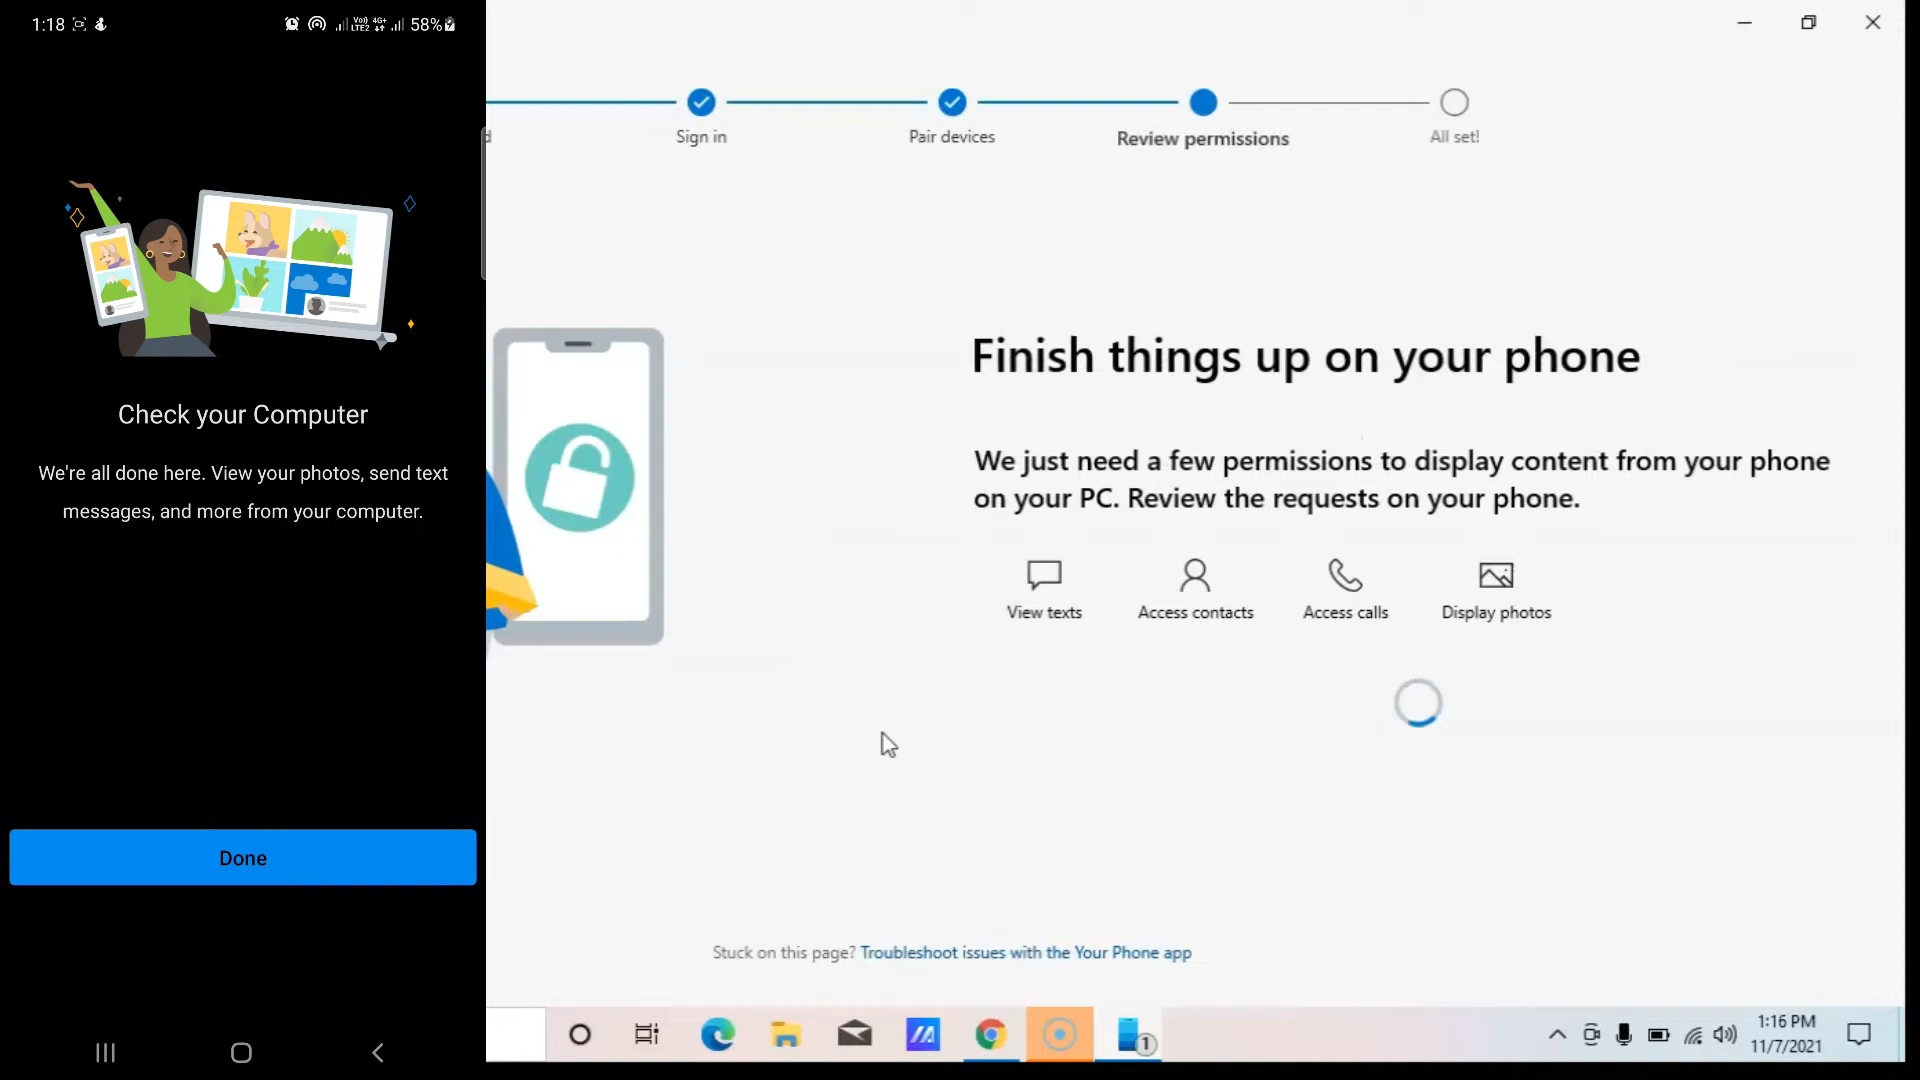 1:18
Vo)) 4G+
LTE2
58%
Check your Computer
We're all done here. View your photos, send text
messages, and more from your computer.
Done
d
Sign in
Pair devices
Review permissions
All set!
Finish things up on your phone
We just need a few permissions to display content from your phone
on your PC. Review the requests on your phone.
View texts
Access contacts
Access calls
Display photos
Stuck on this page? Troubleshoot issues with the Your Phone app
1
1:16 PM
11/7/2021